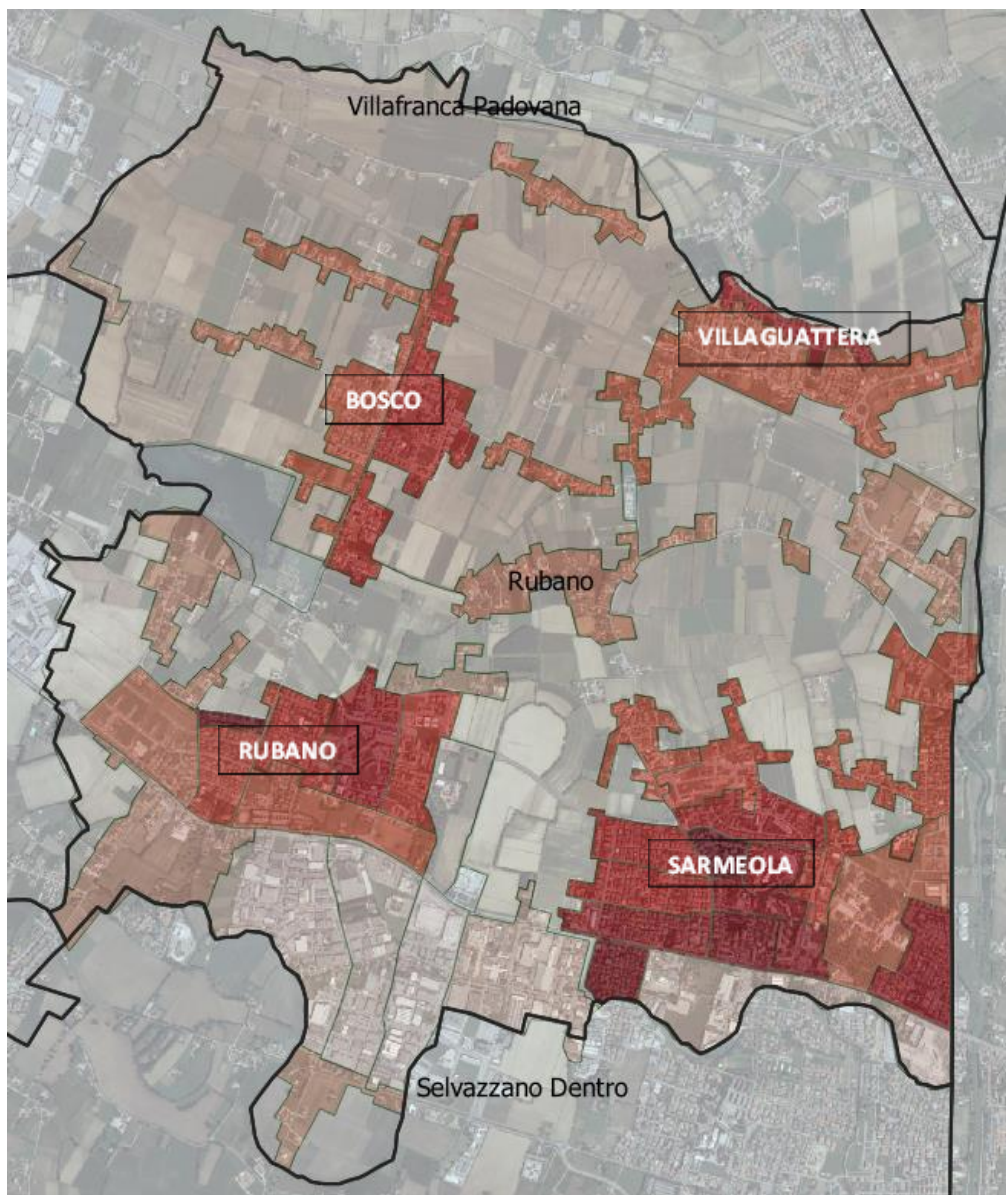 Villafranca Padovana
VILLAGUATTERA
BOSCO
Rubano
RUBANO
SARMEOLA
Selvazzano Dentro